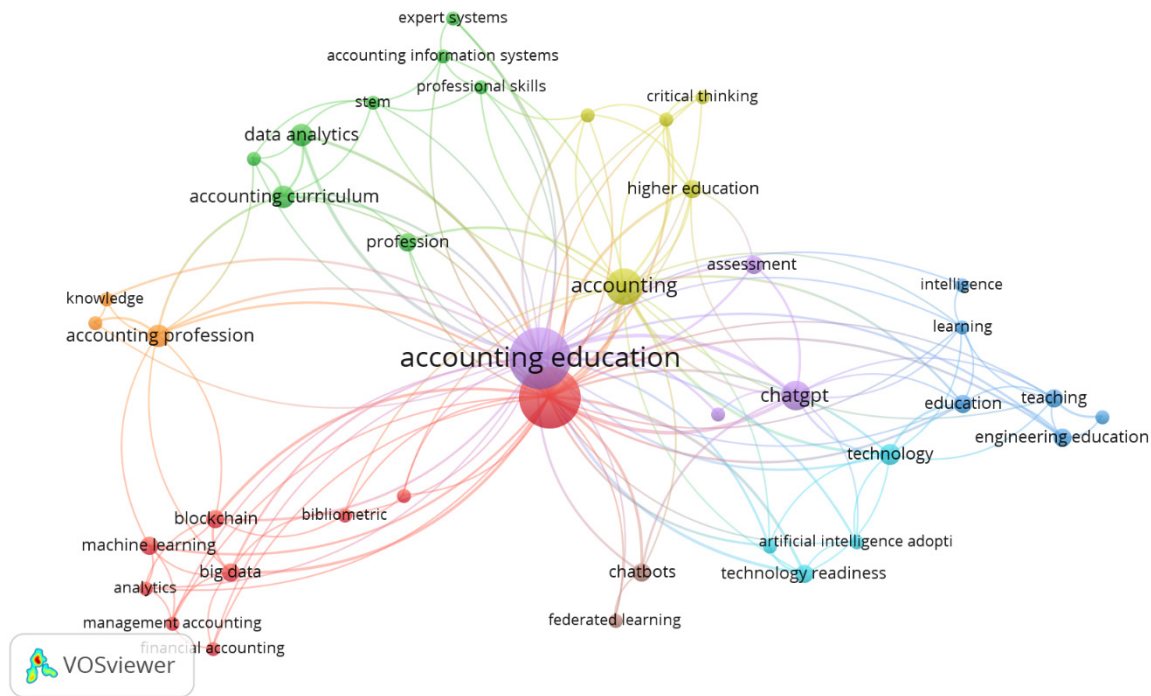 expert systems
accounting information systems
professional skills
critical thinking
stem
data analytics
higher education
accounting curriculum
profession
assessment
accounting
intelligence
knowledge
learning
accounting profession
accounting education
chatgpt
education
teaching
engineering education
technology
blockchain
bibliometric
machine learning
artificial intelligence adopti
big data
chatbots
technology readiness
analytics
federated learning
management accounting
financial accounting
VOSviewer